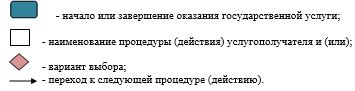 - начало или завершение оказания государственной услуги;
- наименование процедуры (действия) услугополучателя и (или);
- вариант выбора;
- переход к следующей процедуре (действию).